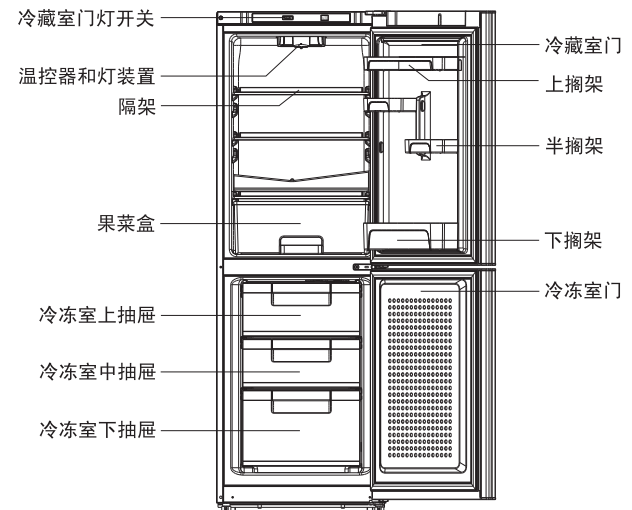 冷藏室门灯开关
温控器和灯装置
隔架
果菜盒
冷冻室上抽屉
冷冻室中抽屉
冷冻室下抽屉
冷藏室门
上搁架
半搁架
下搁架
冷冻室门